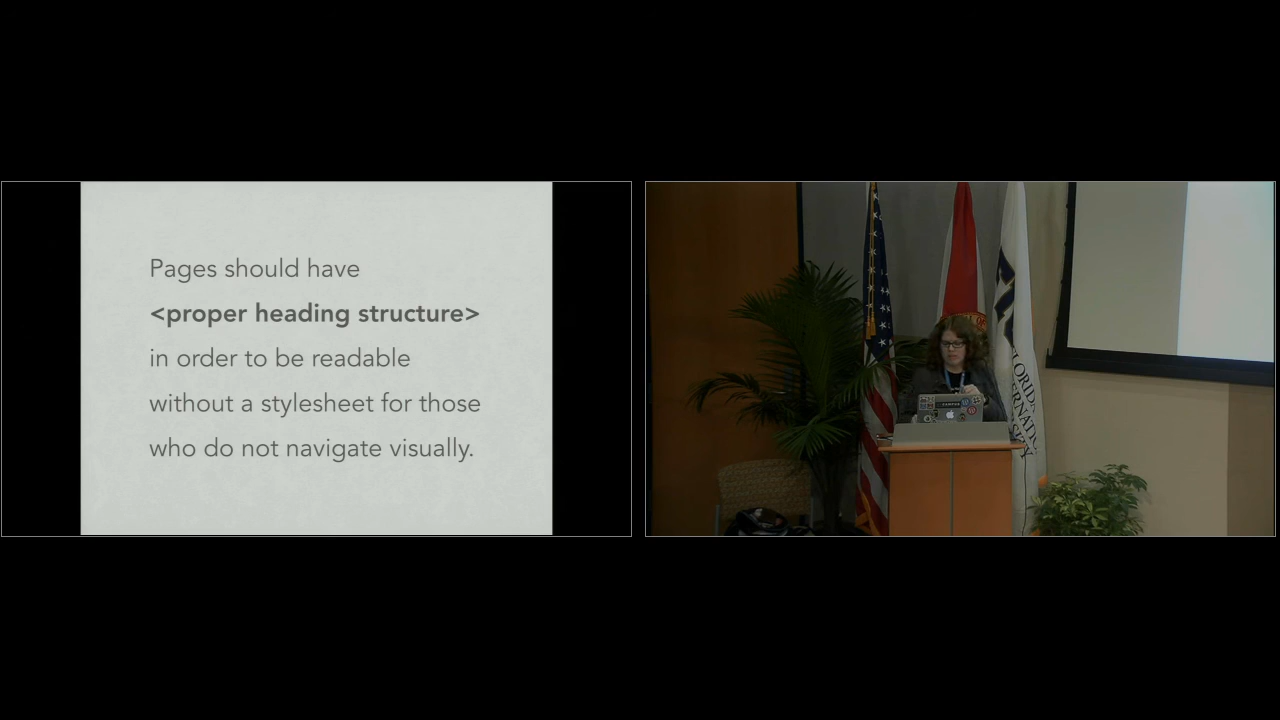 Pages should have
<proper heading structure>
in order to be readable
without a stylesheet for those
who do not navigate visually.